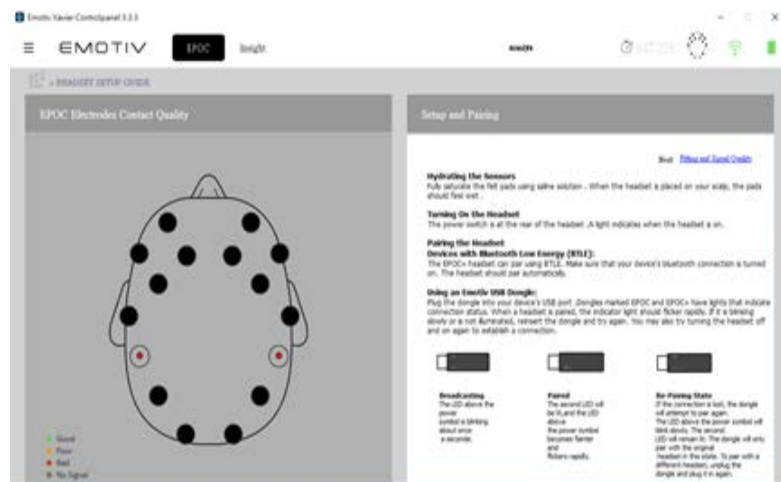 Emotiv Xavier Controlpanel 3.3.3
EMOTIV
EPOC
Insight
» HEADSET SETUP GUIDE
EPOC Electrodes Contact Quality
Good
Poor
Bad
No Signal
Setup and Pairing
Next
Hydrating the Sensors
Fully saturate the felt pads using saline solution . When the headset is placed on your scalp, the pads
should feel wet .
Turning On the Headset
The power switch is at the rear of the headset .A light indicates when the headset is on.
Pairing the Headset
Devices with Bluetooth Low Energy (BTLE):
The EPOC+ headset can pair using BTLE. Make sure that your device's bluetooth connection is turned
on. The headset should pair automatically.
Using an Emotiv USB Dongle:
Plug the dongle into your device's USB port .Dongles marked EPOC and EPOC+ have lights that indicate
connection status. When a headset is paired, the indicator light should flicker rapidly. If it is blinking
slowly or is not illuminated, reinsert the dongle and try again. You may also try turning the headset off
and on again to establish a connection.
Broadcasting
The LED above the
power
symbol is blinking
about once
a seconde.
Paired
The second LED will
be lit,and the LED
above
the power symbol
becomes fainter
and
flickers rapidly.
Re-Pairing State
If the connection is lost, the dongle
will attempt to pair again.
The LED above the power symbol will
blink slowly. The second
LED will remain lit. The dongle will only
pair with the original
headset in this state. To pair with a
different headset, unplug the
dongle and plug it in again.